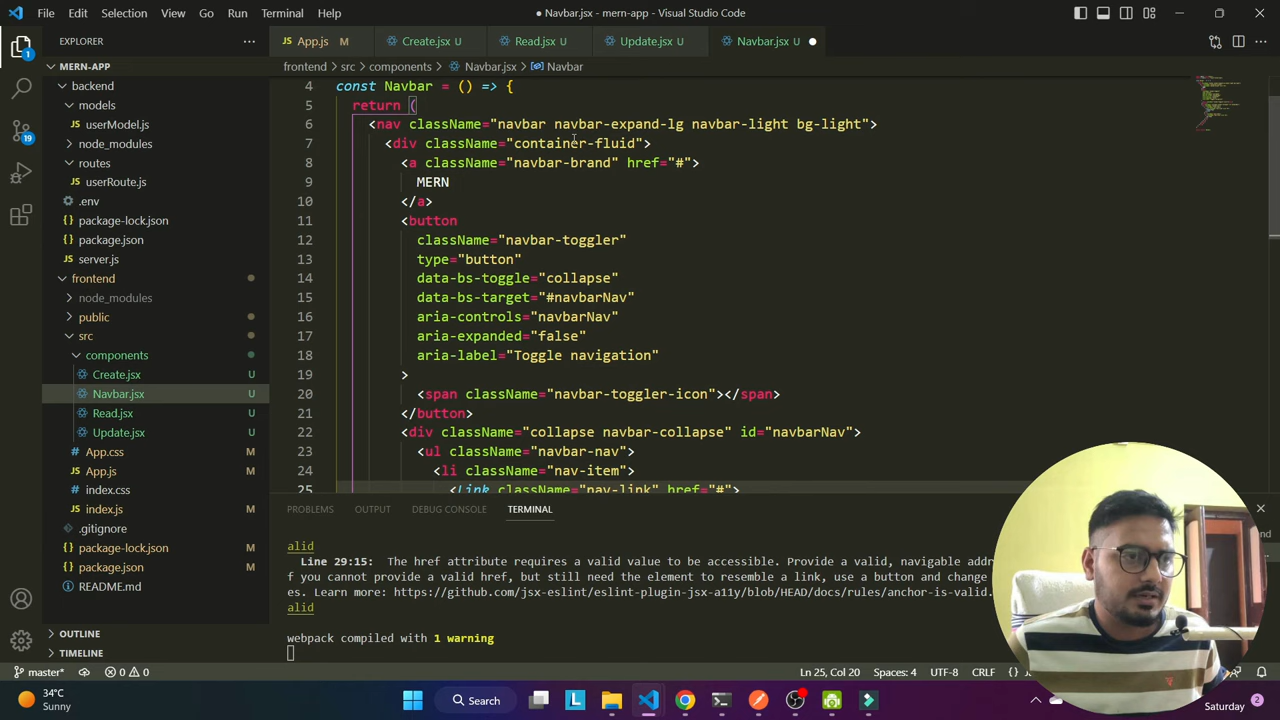 File Edit Selection View Go Run Terminal Help
● Navbar.jsx - mern-app - Visual Studio Code
EXPLORER
App.js M
Create.jsx U
Read.jsx U
Update.jsx U
Navbar.jsx U ●
MERN-APP
frontend > src > components > Navbar.jsx > Navbar
backend
models
userModel.js
node_modules
routes
userRoute.js
.env
package-lock.json
package.json
server.js
frontend
node_modules
public
src
components
Create.jsx U
Navbar.jsx U
Read.jsx U
Update.jsx U
App.css M
App.js M
index.css
index.js M
.gitignore
package-lock.json M
package.json M
README.md
OUTLINE
TIMELINE
1
19
4 const Navbar = () => {
5 return (
6 <nav className="navbar navbar-expand-lg navbar-light bg-light">
7 <div className="container-fluid">
8 <a className="navbar-brand" href="#">
9 MERN
10 </a>
11 <button
12 className="navbar-toggler"
13 type="button"
14 data-bs-toggle="collapse"
15 data-bs-target="#navbarNav"
16 aria-controls="navbarNav"
17 aria-expanded="false"
18 aria-label="Toggle navigation"
19 >
20 <span className="navbar-toggler-icon"></span>
21 </button>
22 <div className="collapse navbar-collapse" id="navbarNav">
23 <ul className="navbar-nav">
24 <li className="nav-item">
25 <Link className="nav-link" href="#">
PROBLEMS OUTPUT DEBUG CONSOLE TERMINAL
alid
Line 29:15: The href attribute requires a valid value to be accessible. Provide a valid, navigable addr
f you cannot provide a valid href, but still need the element to resemble a link, use a button and change
s. Learn more: https://github.com/jsx-eslint/eslint-plugin-jsx-a11y/blob/HEAD/docs/rules/anchor-is-valid.
alid
webpack compiled with 1 warning
master* 0 0
Ln 25, Col 20 Spaces: 4 UTF-8 CRLF {}
34°C
Sunny
Search
Saturday 2